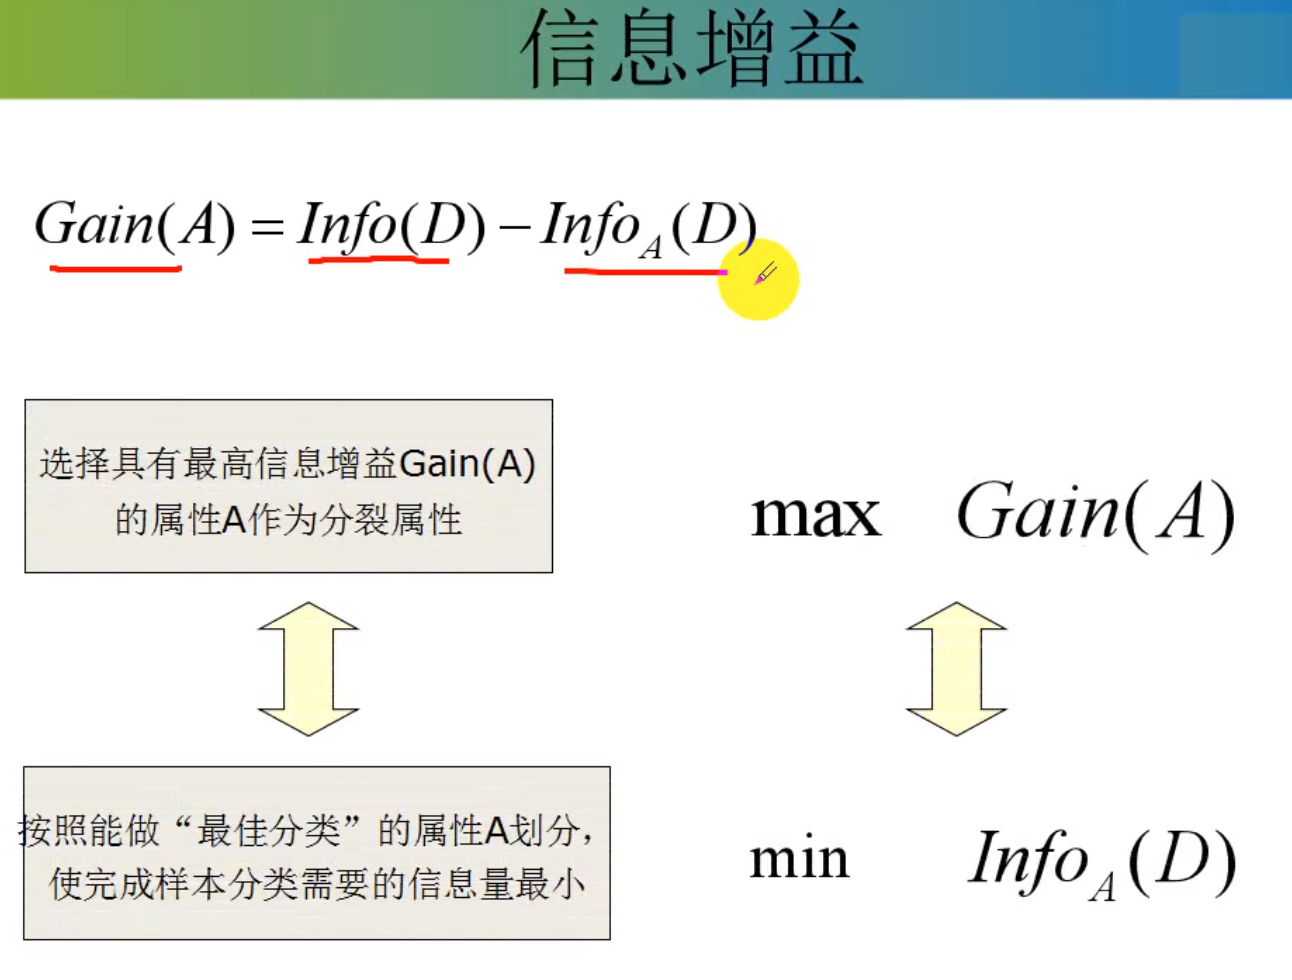 信息增益
Gain(A) = Info(D) − Info_A(D)
选择具有最高信息增益Gain(A)
的属性A作为分裂属性
max Gain(A)
按照能做“最佳分类”的属性A划分，
使完成样本分类需要的信息量最小
min Info_A(D)